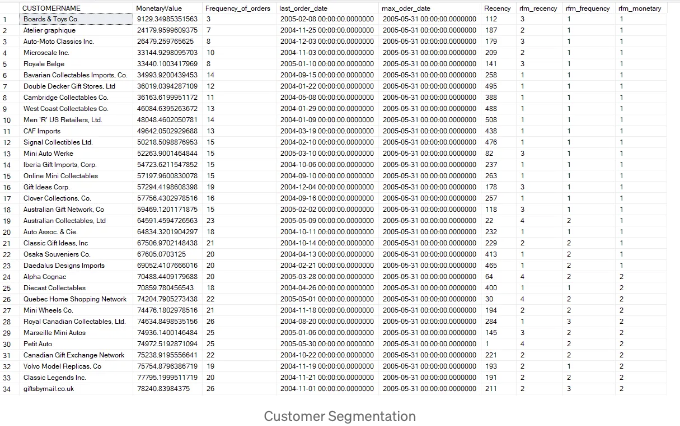 CUSTOMERNAME MonetaryValue Frequency_of_orders last_order_date max_oder_date Recency rfm_recency rfm_frequency rfm_monetary
1 Boards & Toys Co 9129.34985351563 3 2005-02-08 00:00:00.0000000 2005-05-31 00:00:00.0000000 112 3 1 1
2 Atelier graphique 24179.9599609375 7 2004-11-25 00:00:00.0000000 2005-05-31 00:00:00.0000000 187 2 1 1
3 Auto-Moto Classics Inc. 26479.259765625 8 2004-12-03 00:00:00.0000000 2005-05-31 00:00:00.0000000 179 3 1 1
4 Microscale Inc. 33144.9298095703 10 2004-11-03 00:00:00.0000000 2005-05-31 00:00:00.0000000 209 2 1 1
5 Royale Belge 33440.1003417969 8 2005-01-10 00:00:00.0000000 2005-05-31 00:00:00.0000000 141 3 1 1
6 Bavarian Collectables Imports, Co. 34993.9200439453 14 2004-09-15 00:00:00.0000000 2005-05-31 00:00:00.0000000 258 1 1 1
7 Double Decker Gift Stores, Ltd 36019.0394287109 12 2004-01-22 00:00:00.0000000 2005-05-31 00:00:00.0000000 495 1 1 1
8 Cambridge Collectables Co. 36163.6199951172 11 2004-05-08 00:00:00.0000000 2005-05-31 00:00:00.0000000 388 1 1 1
9 West Coast Collectables Co. 46084.6395263672 13 2004-01-29 00:00:00.0000000 2005-05-31 00:00:00.0000000 488 1 1 1
10 Men 'R' US Retailers, Ltd. 48048.4602050781 14 2004-01-09 00:00:00.0000000 2005-05-31 00:00:00.0000000 508 1 1 1
11 CAF Imports 49642.0502929688 13 2004-03-19 00:00:00.0000000 2005-05-31 00:00:00.0000000 438 1 1 1
12 Signal Collectibles Ltd. 50218.5098876953 15 2004-02-10 00:00:00.0000000 2005-05-31 00:00:00.0000000 476 1 1 1
13 Mini Auto Werke 52263.9001464844 15 2005-03-10 00:00:00.0000000 2005-05-31 00:00:00.0000000 82 3 1 1
14 Iberia Gift Imports, Corp. 54723.6211547852 15 2004-10-06 00:00:00.0000000 2005-05-31 00:00:00.0000000 237 1 1 1
15 Online Mini Collectables 57197.9600830078 15 2004-09-10 00:00:00.0000000 2005-05-31 00:00:00.0000000 263 1 1 1
16 Gift Ideas Corp. 57294.4198608398 19 2004-12-04 00:00:00.0000000 2005-05-31 00:00:00.0000000 178 3 1 1
17 Clover Collections, Co. 57756.4302978516 16 2004-09-16 00:00:00.0000000 2005-05-31 00:00:00.0000000 257 1 1 1
18 Australian Gift Network, Co 59469.1201171875 15 2005-02-02 00:00:00.0000000 2005-05-31 00:00:00.0000000 118 3 1 1
19 Australian Collectables, Ltd 64591.4594726563 23 2005-05-09 00:00:00.0000000 2005-05-31 00:00:00.0000000 22 4 2 1
20 Auto Assoc. & Cie. 64834.3201904297 18 2004-10-11 00:00:00.0000000 2005-05-31 00:00:00.0000000 232 1 1 1
21 Classic Gift Ideas, Inc 67506.9702148438 21 2004-10-14 00:00:00.0000000 2005-05-31 00:00:00.0000000 229 2 2 1
22 Osaka Souveniers Co. 67605.0703125 20 2004-04-13 00:00:00.0000000 2005-05-31 00:00:00.0000000 413 1 2 1
23 Daedalus Designs Imports 69052.4107666016 20 2004-02-21 00:00:00.0000000 2005-05-31 00:00:00.0000000 465 1 2 1
24 Alpha Cognac 70488.4409179688 20 2005-03-28 00:00:00.0000000 2005-05-31 00:00:00.0000000 64 4 2 2
25 Diecast Collectables 70859.780456543 18 2004-04-26 00:00:00.0000000 2005-05-31 00:00:00.0000000 400 1 1 2
26 Quebec Home Shopping Network 74204.7905273438 22 2005-05-01 00:00:00.0000000 2005-05-31 00:00:00.0000000 30 4 2 2
27 Mini Wheels Co. 74476.1802978516 21 2004-11-18 00:00:00.0000000 2005-05-31 00:00:00.0000000 194 2 2 2
28 Royal Canadian Collectables, Ltd. 74634.8498535156 26 2004-08-20 00:00:00.0000000 2005-05-31 00:00:00.0000000 284 1 3 2
29 Marseille Mini Autos 74936.1400146484 25 2005-01-06 00:00:00.0000000 2005-05-31 00:00:00.0000000 145 3 2 2
30 Petit Auto 74972.5192871094 25 2005-05-30 00:00:00.0000000 2005-05-31 00:00:00.0000000 1 4 2 2
31 Canadian Gift Exchange Network 75238.9195556641 22 2004-10-22 00:00:00.0000000 2005-05-31 00:00:00.0000000 221 2 2 2
32 Volvo Model Replicas, Co 75754.8796386719 19 2004-11-19 00:00:00.0000000 2005-05-31 00:00:00.0000000 193 2 1 2
33 Classic Legends Inc. 77795.1999511719 20 2004-11-21 00:00:00.0000000 2005-05-31 00:00:00.0000000 191 2 2 2
34 giftsbymail.co.uk 78240.83984375 26 2004-11-01 00:00:00.0000000 2005-05-31 00:00:00.0000000 211 2 3 2
Customer Segmentation